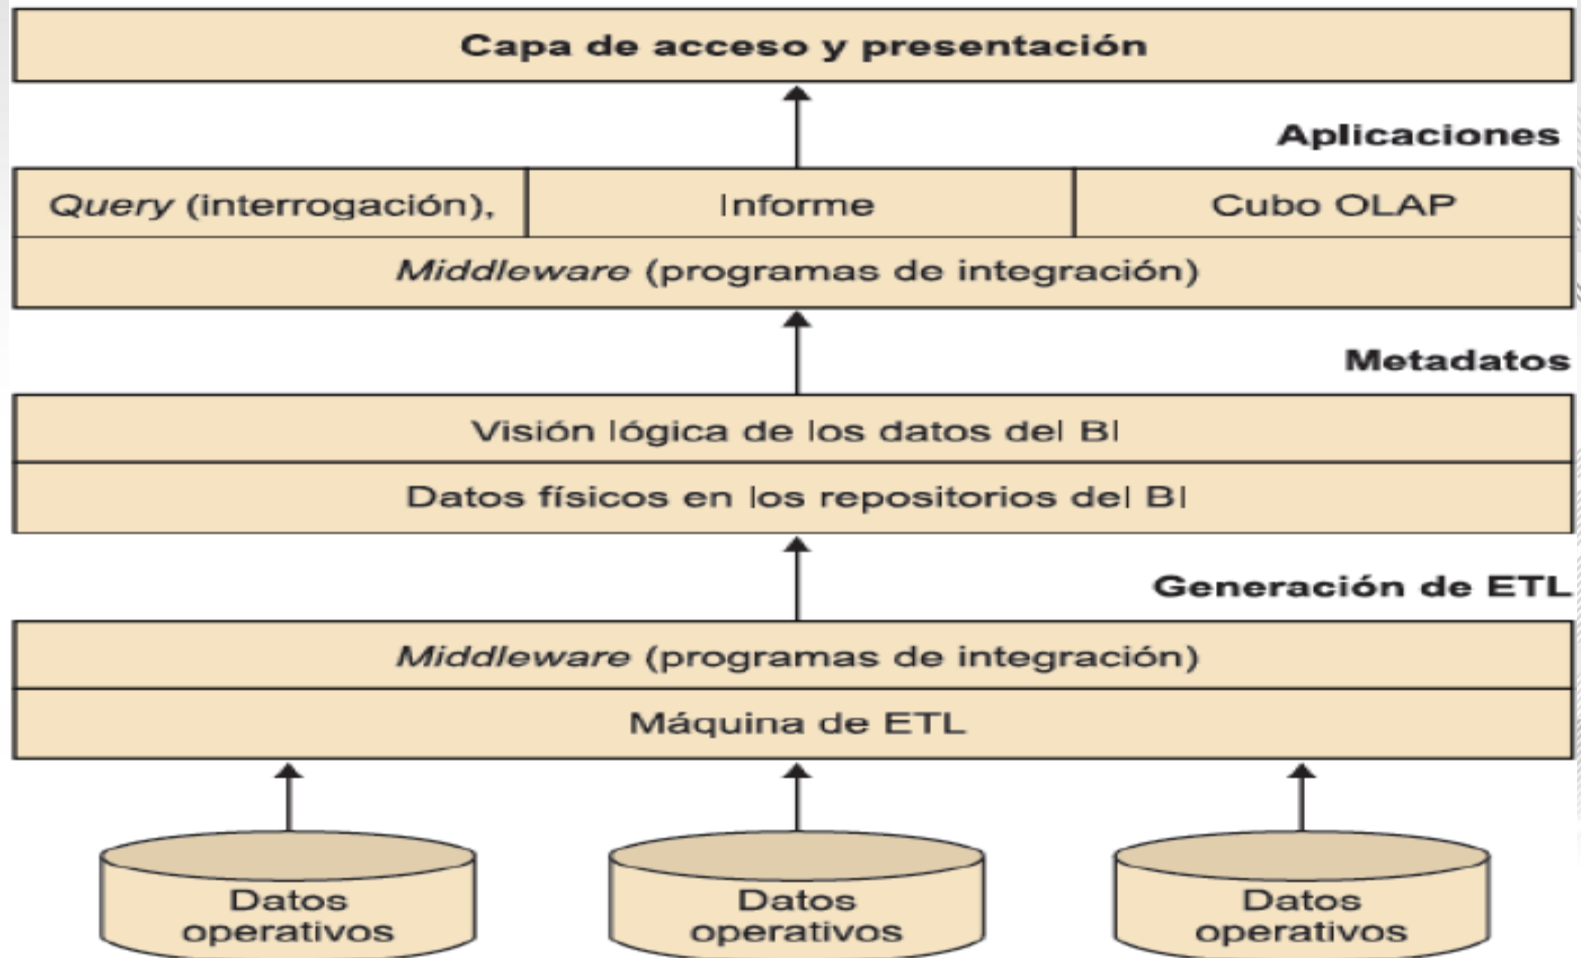 Capa de acceso y presentación
Aplicaciones
Query (interrogación),
Informe
Cubo OLAP
Middleware (programas de integración)
Metadatos
Visión lógica de los datos del BI
Datos físicos en los repositorios del BI
Generación de ETL
Middleware (programas de integración)
Máquina de ETL
Datos
operativos
Datos
operativos
Datos
operativos